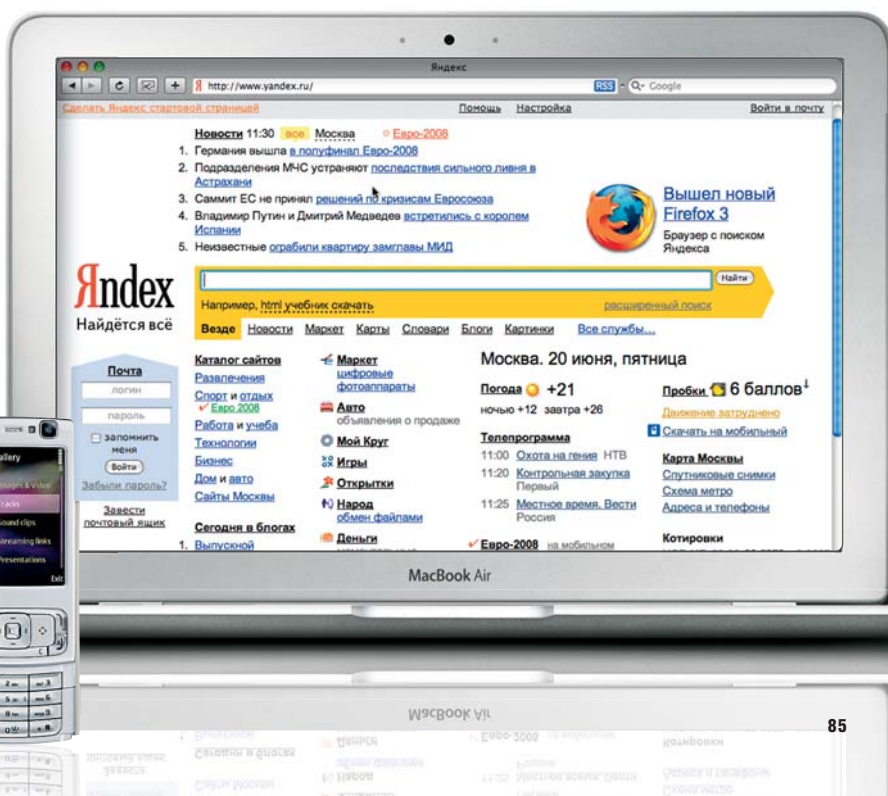 Яндекс
http://www.yandex.ru/
RSS
Google
Сделать Яндекс стартовой страницей
Помощь Настройка
Войти в почту
Новости 11:30 все Москва Евро-2008
1. Германия вышла в полуфинал Евро-2008
2. Подразделения МЧС устраняют последствия сильного ливня в
Астрахани
3. Саммит ЕС не принял решений по кризисам Евросоюза
4. Владимир Путин и Дмитрий Медведев встретились с королем
Испании
5. Неизвестные ограбили квартиру замглавы МИД
Вышел новый
Firefox 3
Браузер с поиском
Яндекса
Яndex
Найдётся всё
Найти
Например, html учебник скачать
расширенный поиск
Везде Новости Маркет Карты Словари Блоги Картинки Все службы...
Почта
логин
пароль
запомнить
меня
Войти
Забыли пароль?
Завести
почтовый ящик
Каталог сайтов
Развлечения
Спорт и отдых
Евро 2008
Работа и учеба
Технологии
Бизнес
Дом и авто
Сайты Москвы
Сегодня в блогах
1. Выпускной
Маркет
цифровые
фотоаппараты
Авто
объявления о продаже
Мой Круг
Игры
Открытки
Народ
обмен файлами
Деньги
Москва. 20 июня, пятница
Погода +21
ночью +12 завтра +26
Телепрограмма
11:00 Охота на гения НТВ
11:20 Контрольная закупка
Первый
11:25 Местное время. Вести
Россия
Евро-2008 на мобильном
Пробки 6 баллов↓
Движение затруднено
Скачать на мобильный
Карта Москвы
Спутниковые снимки
Схема метро
Адреса и телефоны
Котировки
MacBook Air
allery
Images & Video
Tracks
Sound clips
Streaming links
Presentations
Exit
85